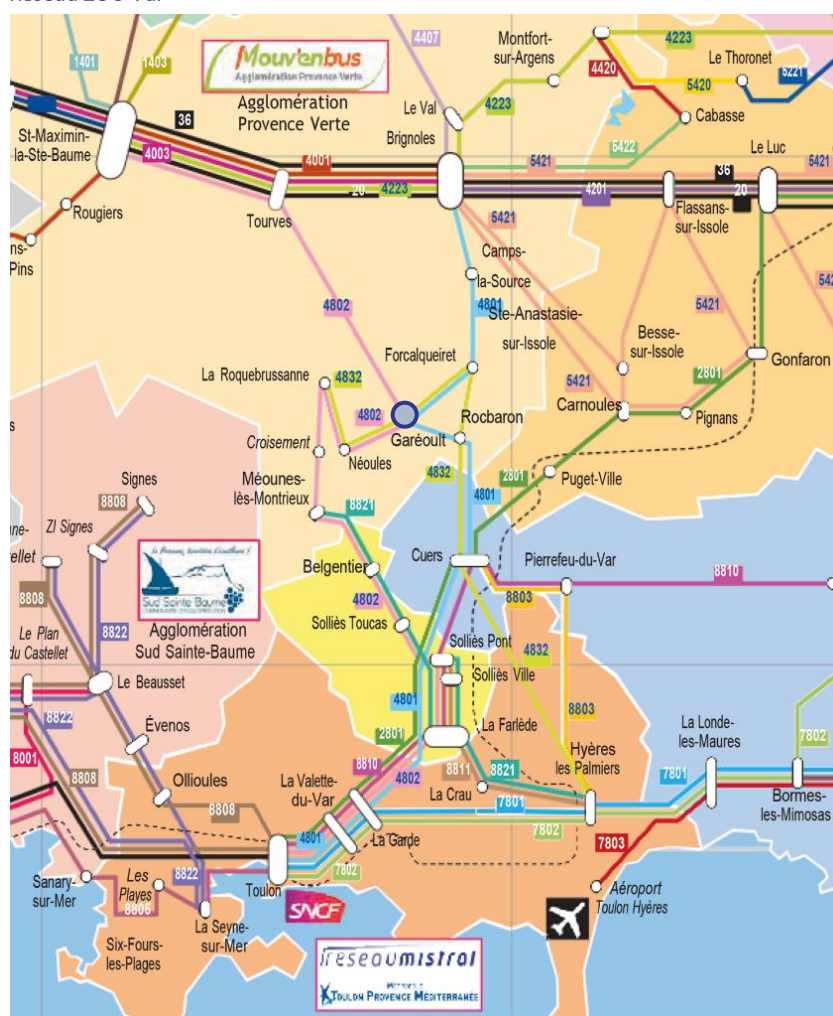 1401
1403
4407
Mouv'enbus
Agglomération Provence Verte
Agglomération
Provence Verte
Montfort-
sur-Argens
4223
Le Thoronet
4420
5420
5221
4223
Cabasse
Le Val
Brignoles
36
St-Maximin-
la-Ste-Baume
4003
4001
5422
5421
Le Luc
36
5421
20
4223
4201
20
Rougiers
Tourves
Flassans-
sur-Issole
5421
ns-
Pins
Camps-
la-Source
4802
4801
Ste-Anastasie-
sur-Issole
5421
542
Besse-
sur-Issole
Forcalqueiret
Gonfaron
La Roquebrussanne
4832
5421
2801
4802
Rocbaron
Carnoules
Pignans
Garéoult
Croisement
Néoules
4832
Méounes-
lès-Montrieux
2801
Puget-Ville
Signes
8808
8821
4801
ZI Signes
Cuers
Pierrefeu-du-Var
8810
Belgentier
8803
8808
Sud Sainte Baume
4802
Solliès Toucas
Agglomération
Sud Sainte-Baume
Le Plan
du Castellet
8822
Solliès Pont
4832
Solliès Ville
Le Beausset
4801
8803
8822
2801
La Farlède
La Londe-
les-Maures
Évenos
7802
8001
8810
Hyères
les Palmiers
8808
Ollioules
La Valette-
du-Var
4802
8811
8821
7801
La Crau
8808
7801
Bormes-
les-Mimosas
4801
La Garde
7802
7803
7802
Toulon
Sanary-
sur-Mer
Les
Playes
8822
8805
SNCF
Aéroport
Toulon Hyères
La Seyne-
sur-Mer
Six-Fours-
les-Plages
réseaumistral
MÉTROPOLE
TOULON PROVENCE MÉDITERRANÉE